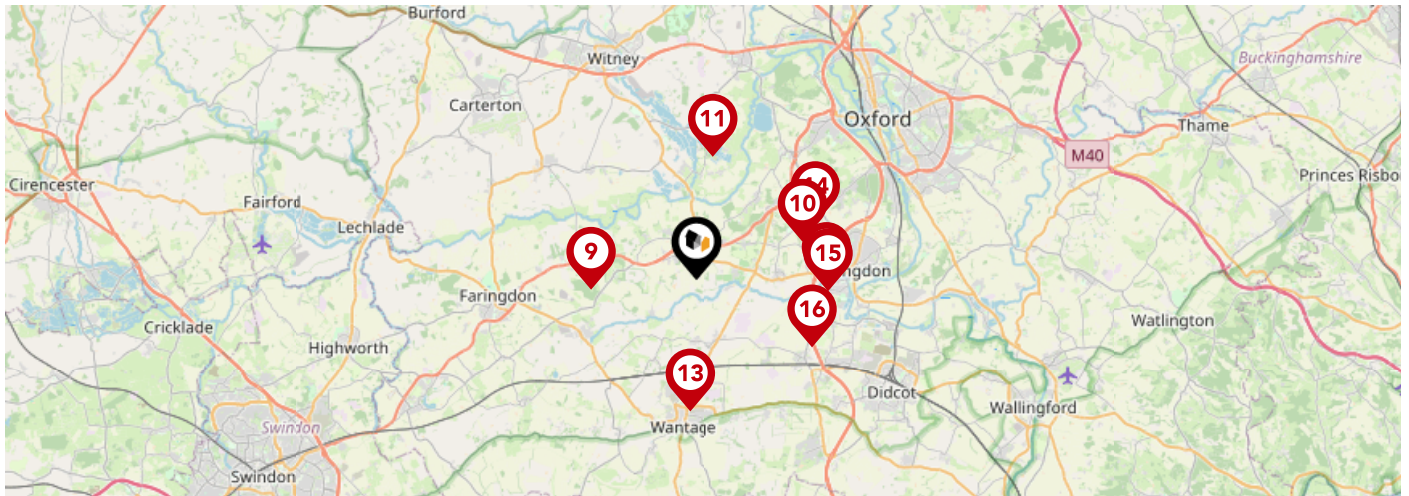 Burford
Witney
Buckinghamshire
Carterton
11
Oxford
Thame
M40
Cirencester
Princes Risbo
14
Fairford
10
Lechlade
9
15
ngdon
Faringdon
16
Cricklade
Watlington
Highworth
13
Didcot
Wallingford
Wantage
Swindon
Swindon